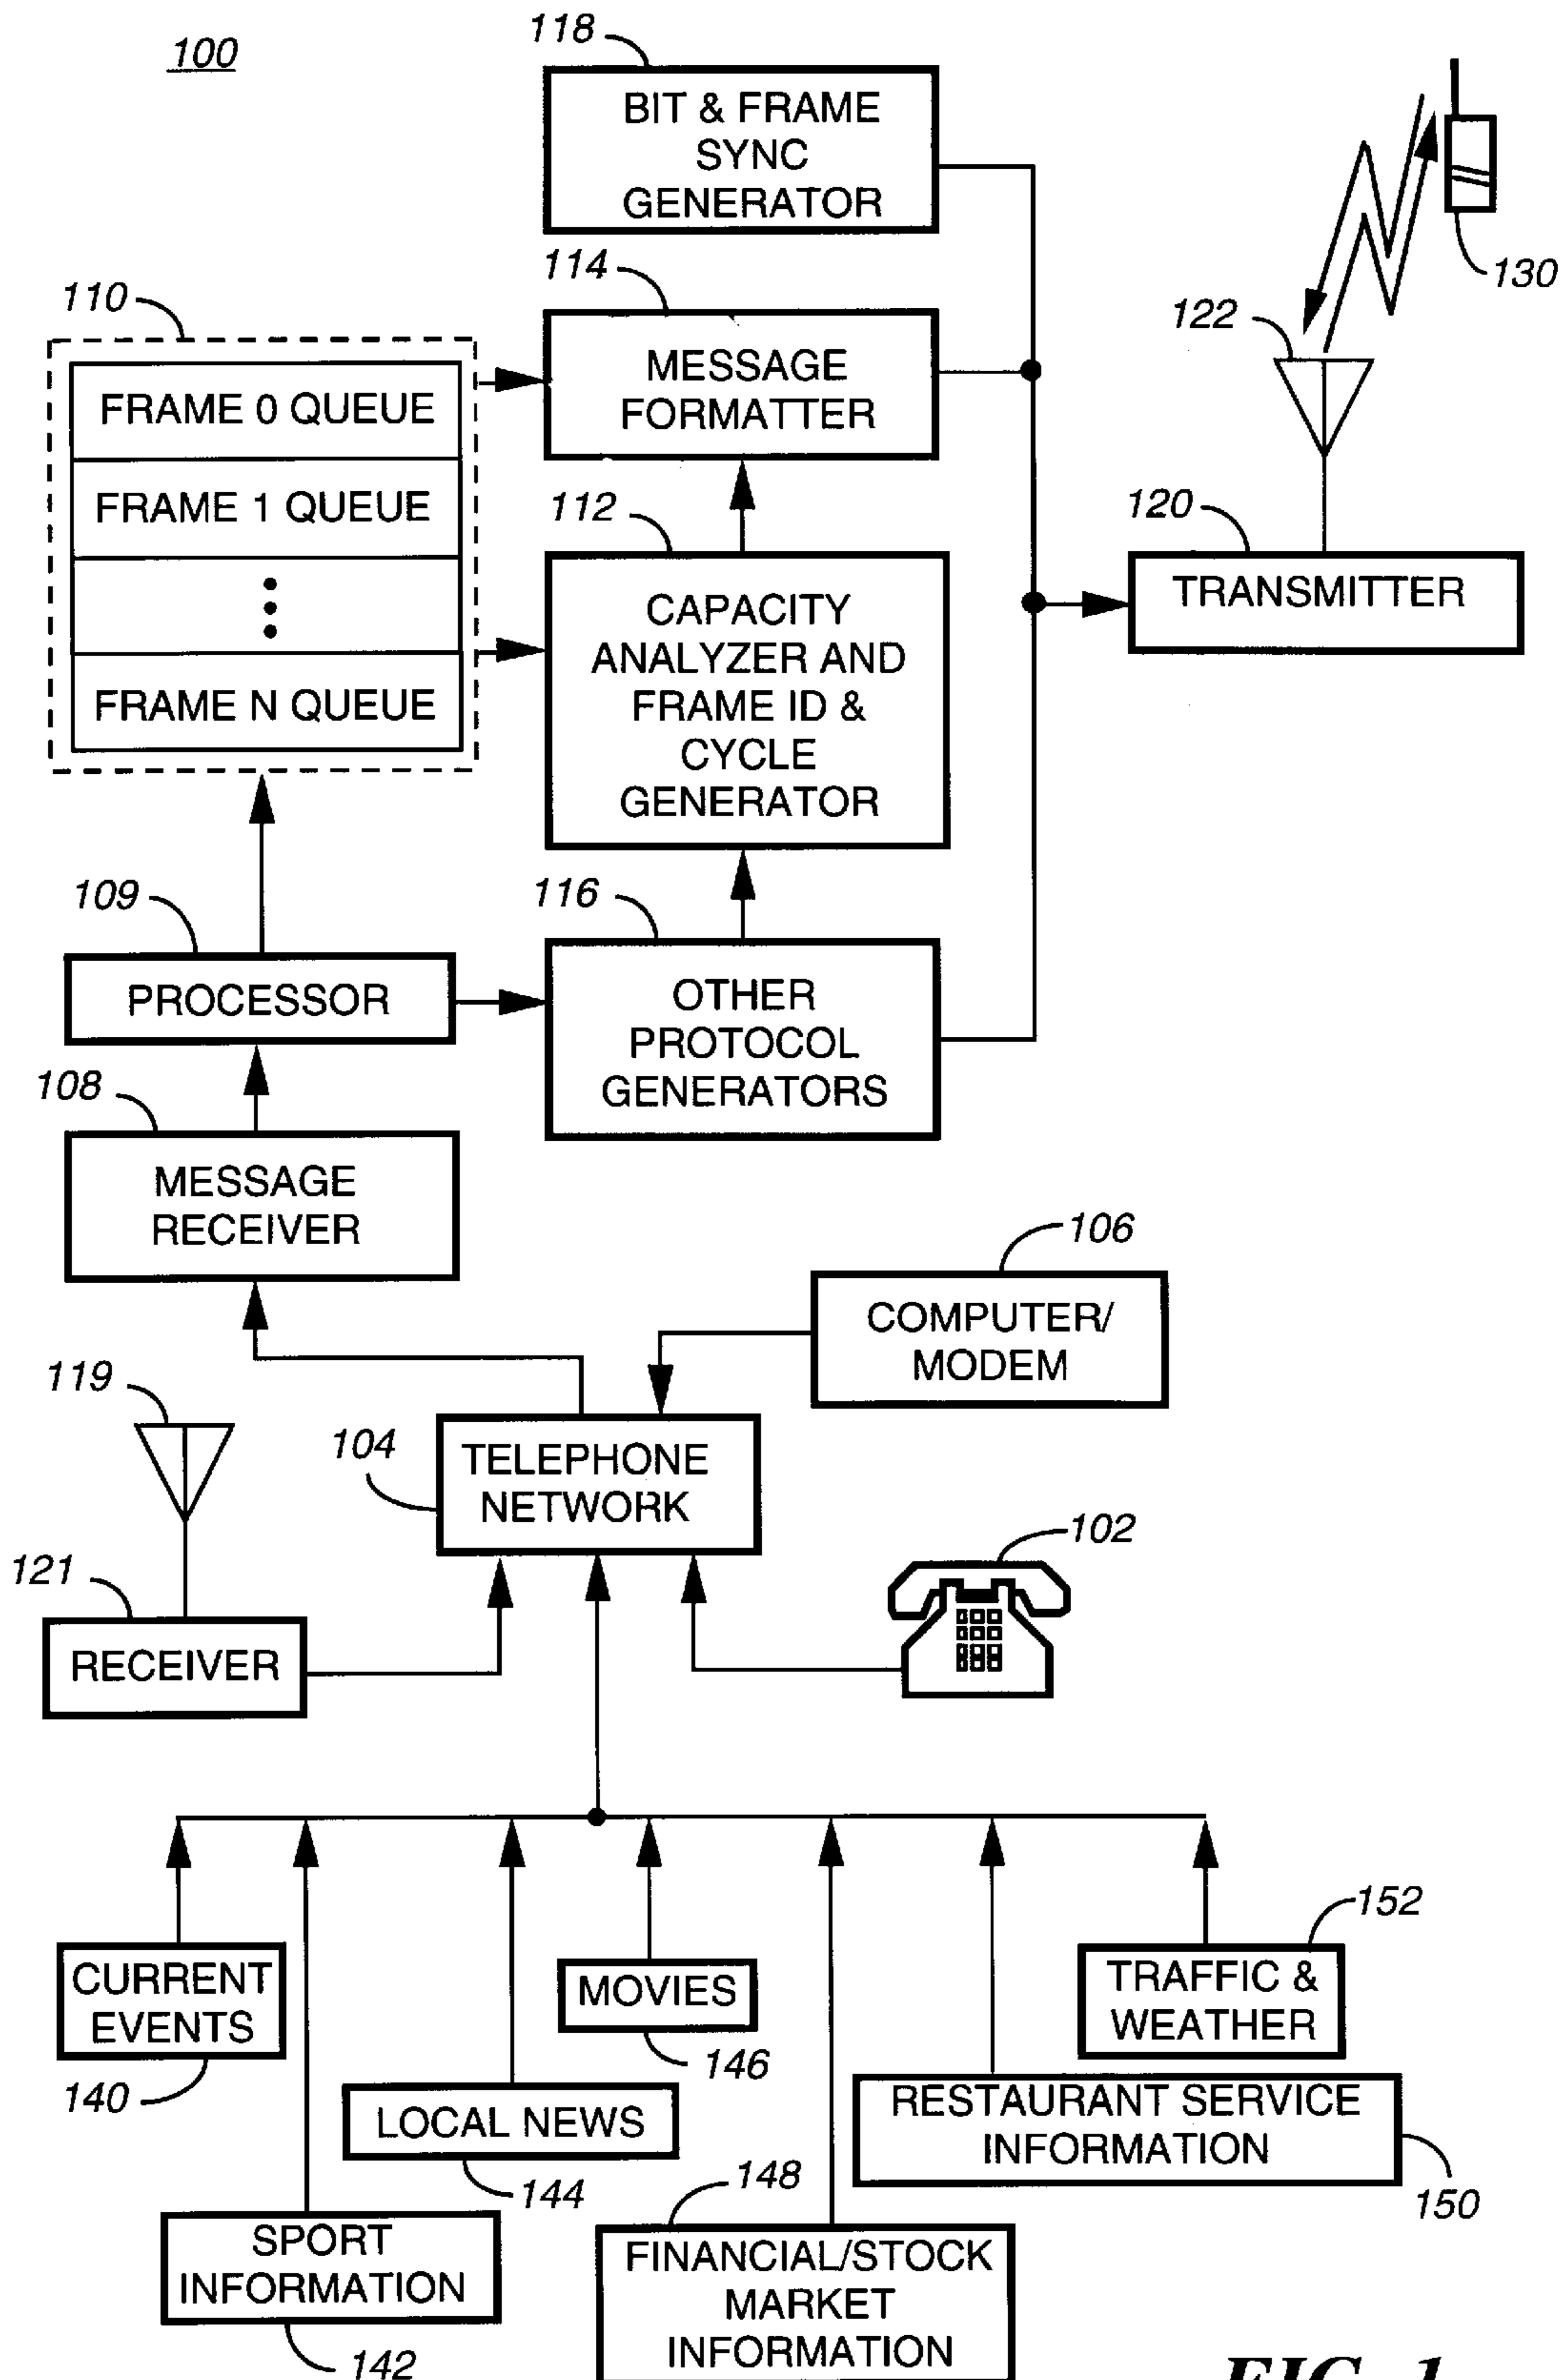 100
118
BIT & FRAME
SYNC
GENERATOR
130
114
110
122
MESSAGE
FORMATTER
FRAME 0 QUEUE
FRAME 1 QUEUE
FRAME N QUEUE
112
120
TRANSMITTER
CAPACITY
ANALYZER AND
FRAME ID &
CYCLE
GENERATOR
109
116
PROCESSOR
OTHER
PROTOCOL
GENERATORS
108
MESSAGE
RECEIVER
106
COMPUTER/
MODEM
119
104
TELEPHONE
NETWORK
102
121
RECEIVER
152
CURRENT
EVENTS
140
MOVIES
146
TRAFFIC &
WEATHER
LOCAL NEWS
144
RESTAURANT SERVICE
INFORMATION
150
148
SPORT
INFORMATION
142
FINANCIAL/STOCK
MARKET
INFORMATION
FIG. 1